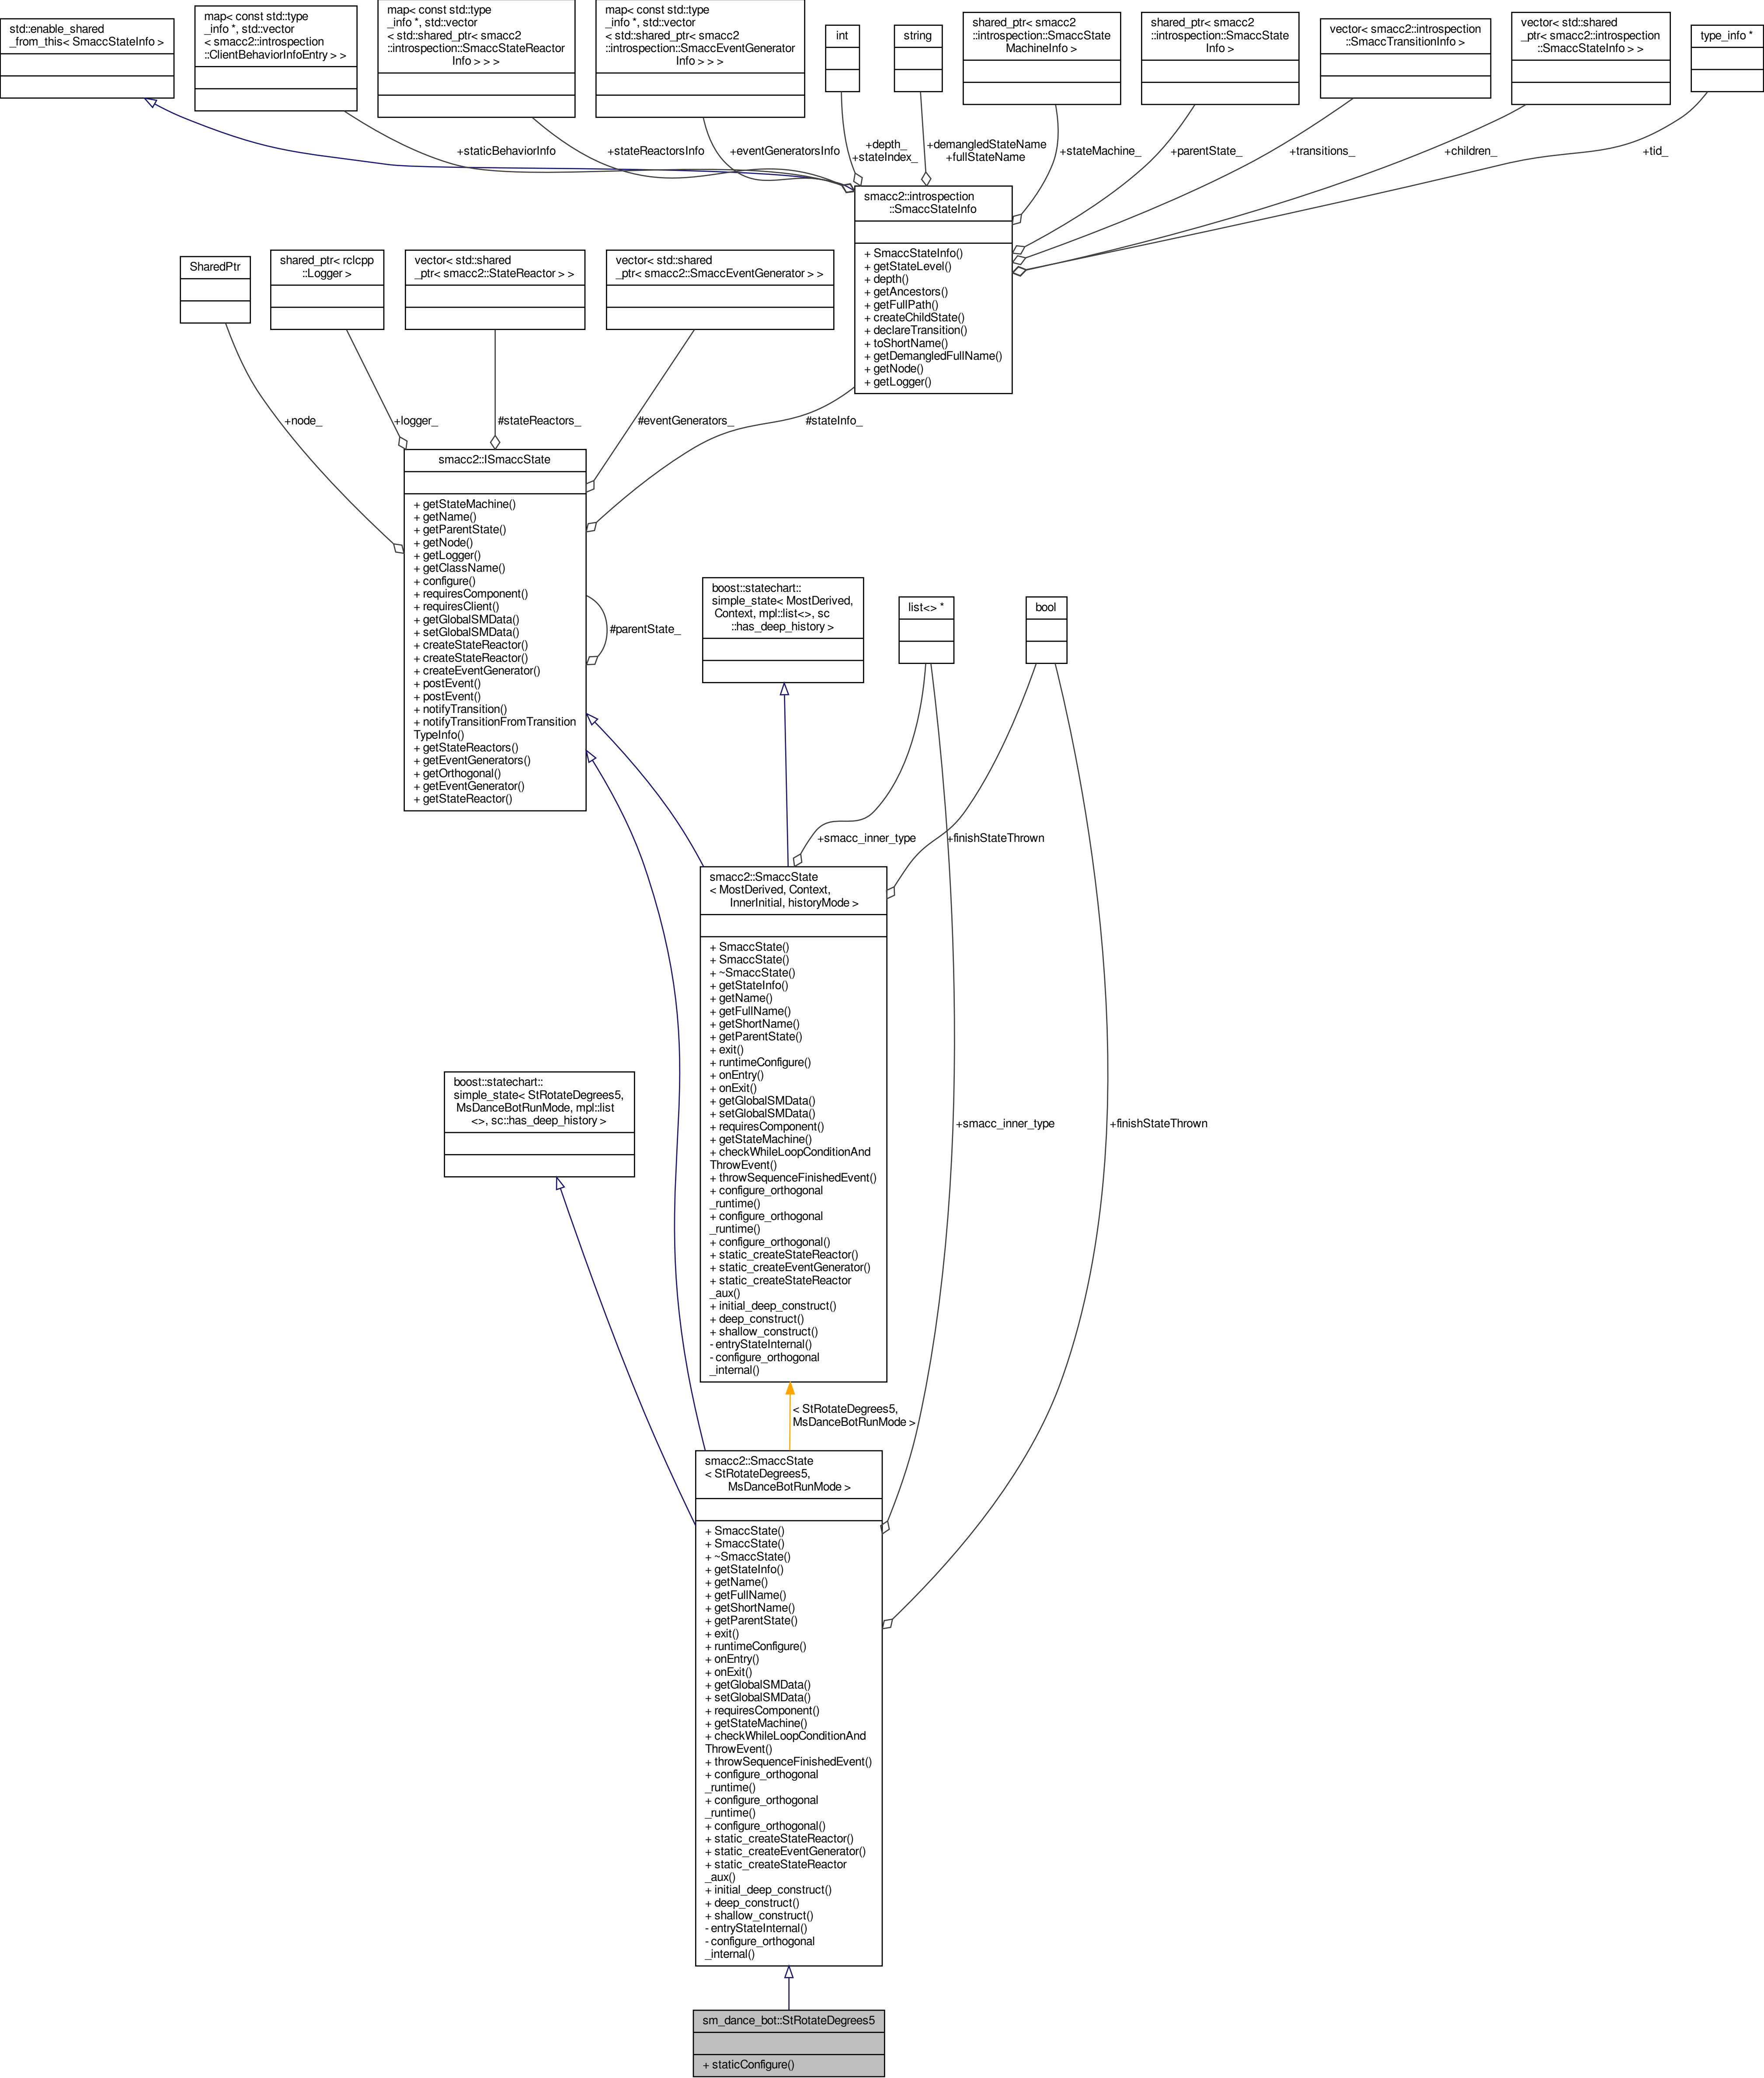 std::enable_shared
_from_this< SmaccStateInfo >
map< const std::type
_info *, std::vector
< smacc2::introspection
::ClientBehaviorInfoEntry > >
map< const std::type
_info *, std::vector
< std::shared_ptr< smacc2
::introspection::SmaccStateReactor
Info > > >
map< const std::type
_info *, std::vector
< std::shared_ptr< smacc2
::introspection::SmaccEventGenerator
Info > > >
int
string
shared_ptr< smacc2
::introspection::SmaccState
MachineInfo >
shared_ptr< smacc2
::introspection::SmaccState
Info >
vector< smacc2::introspection
::SmaccTransitionInfo >
vector< std::shared
_ptr< smacc2::introspection
::SmaccStateInfo > >
type_info *
+staticBehaviorInfo
+stateReactorsInfo
+eventGeneratorsInfo
+depth_
+stateIndex_
+demangledStateName
+fullStateName
+stateMachine_
+parentState_
+transitions_
+children_
+tid_
smacc2::introspection
::SmaccStateInfo
+ SmaccStateInfo()
+ getStateLevel()
+ depth()
+ getAncestors()
+ getFullPath()
+ createChildState()
+ declareTransition()
+ toShortName()
+ getDemangledFullName()
+ getNode()
+ getLogger()
SharedPtr
shared_ptr< rclcpp
::Logger >
vector< std::shared
_ptr< smacc2::StateReactor > >
vector< std::shared
_ptr< smacc2::SmaccEventGenerator > >
+node_
+logger_
#stateReactors_
#eventGenerators_
#stateInfo_
smacc2::ISmaccState
+ getStateMachine()
+ getName()
+ getParentState()
+ getNode()
+ getLogger()
+ getClassName()
+ configure()
+ requiresComponent()
+ requiresClient()
+ getGlobalSMData()
+ setGlobalSMData()
+ createStateReactor()
+ createStateReactor()
+ createEventGenerator()
+ postEvent()
+ postEvent()
+ notifyTransition()
+ notifyTransitionFromTransition
TypeInfo()
+ getStateReactors()
+ getEventGenerators()
+ getOrthogonal()
+ getEventGenerator()
+ getStateReactor()
#parentState_
boost::statechart::
simple_state< MostDerived,
Context, mpl::list<>, sc
::has_deep_history >
list<> *
bool
+smacc_inner_type
+finishStateThrown
smacc2::SmaccState
< MostDerived, Context,
InnerInitial, historyMode >
+ SmaccState()
+ SmaccState()
+ ~SmaccState()
+ getStateInfo()
+ getName()
+ getFullName()
+ getShortName()
+ getParentState()
+ exit()
+ runtimeConfigure()
+ onEntry()
+ onExit()
+ getGlobalSMData()
+ setGlobalSMData()
+ requiresComponent()
+ getStateMachine()
+ checkWhileLoopConditionAnd
ThrowEvent()
+ throwSequenceFinishedEvent()
+ configure_orthogonal
_runtime()
+ configure_orthogonal
_runtime()
+ configure_orthogonal()
+ static_createStateReactor()
+ static_createEventGenerator()
+ static_createStateReactor
_aux()
+ initial_deep_construct()
+ deep_construct()
+ shallow_construct()
- entryStateInternal()
- configure_orthogonal
_internal()
boost::statechart::
simple_state< StRotateDegrees5,
MsDanceBotRunMode, mpl::list
<>, sc::has_deep_history >
+smacc_inner_type
+finishStateThrown
< StRotateDegrees5,
MsDanceBotRunMode >
smacc2::SmaccState
< StRotateDegrees5,
MsDanceBotRunMode >
+ SmaccState()
+ SmaccState()
+ ~SmaccState()
+ getStateInfo()
+ getName()
+ getFullName()
+ getShortName()
+ getParentState()
+ exit()
+ runtimeConfigure()
+ onEntry()
+ onExit()
+ getGlobalSMData()
+ setGlobalSMData()
+ requiresComponent()
+ getStateMachine()
+ checkWhileLoopConditionAnd
ThrowEvent()
+ throwSequenceFinishedEvent()
+ configure_orthogonal
_runtime()
+ configure_orthogonal
_runtime()
+ configure_orthogonal()
+ static_createStateReactor()
+ static_createEventGenerator()
+ static_createStateReactor
_aux()
+ initial_deep_construct()
+ deep_construct()
+ shallow_construct()
- entryStateInternal()
- configure_orthogonal
_internal()
sm_dance_bot::StRotateDegrees5
+ staticConfigure()